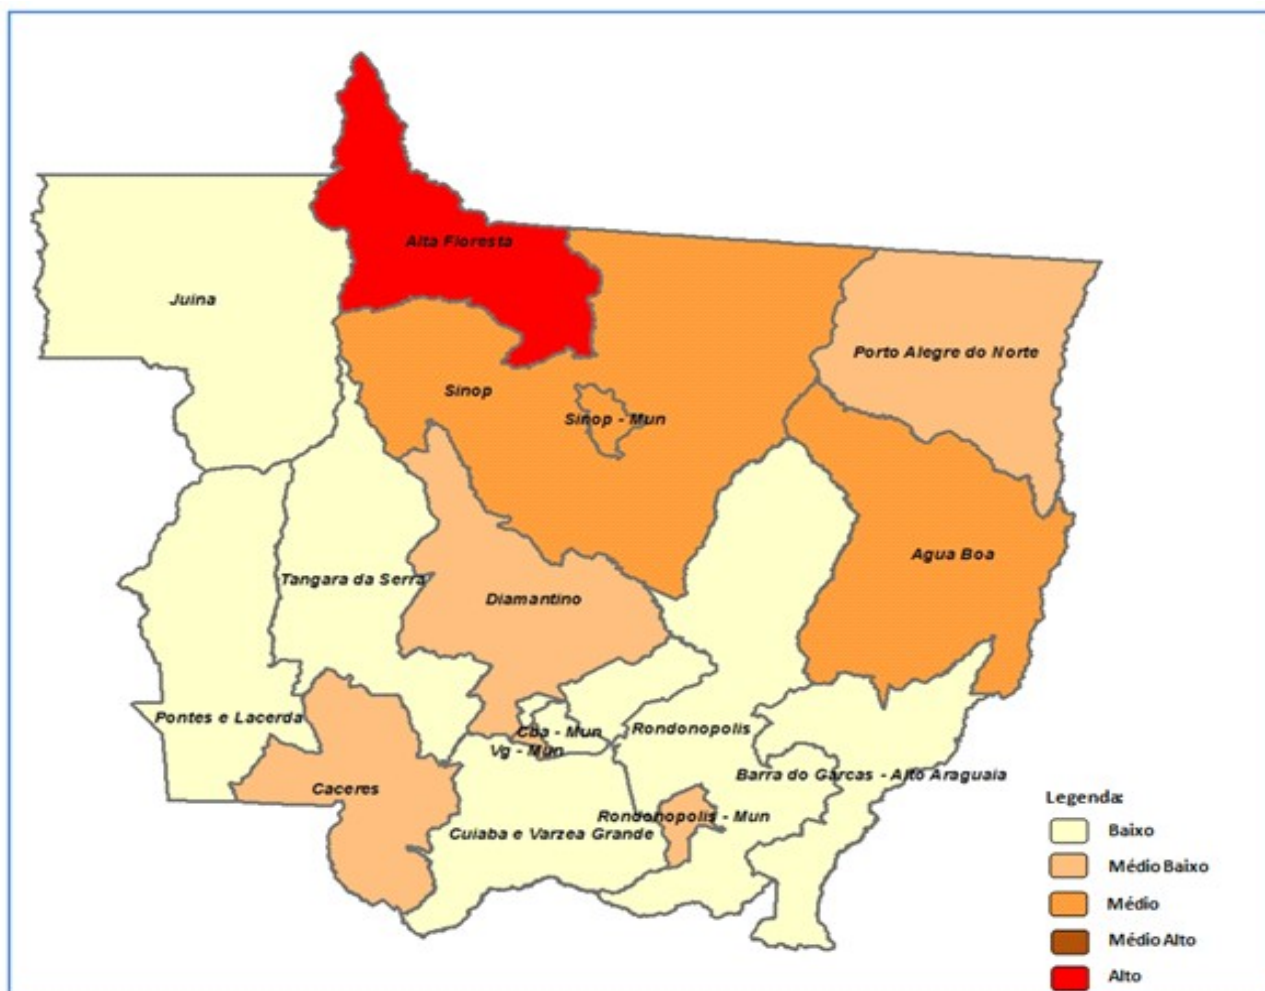 Alta Floresta
Juina
Porto Alegre do Norte
Sinop
Sinop - Mun
Agua Boa
Tangara da Serra
Diamantino
Pontes e Lacerda
Cba - Mun
Rondonopolis
Vg - Mun
Barra do Garcas - Alto Araguaia
Caceres
Rondonopolis - Mun
Cuiaba e Varzea Grande
Legenda:
Baixo
Médio Baixo
Médio
Médio Alto
Alto